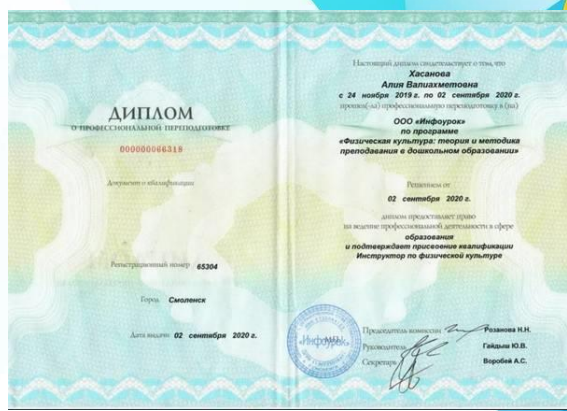 ДИПЛОМ
О ПРОФЕССИОНАЛЬНОЙ ПЕРЕПОДГОТОВКЕ
000000066318
Документ о квалификации
Регистрационный номер 65304
Город Смоленск
Дата выдачи 02 сентября 2020 г.
Настоящий диплом свидетельствует о том, что
Хасанова
Алия Валиахметовна
с 24 ноября 2019 г. по 02 сентября 2020 г.
прошел(-ла) профессиональную переподготовку в (на)
ООО «Инфоурок»
по программе
«Физическая культура: теория и методика
преподавания в дошкольном образовании»
Решением от
02 сентября 2020 г.
диплом предоставляет право
на ведение профессиональной деятельности в сфере
образования
и подтверждает присвоение квалификации
Инструктор по физической культуре
Председатель комиссии Розанова Н.Н.
Руководитель Гайдыш Ю.В.
Секретарь Воробей А.С.
«Инфоурок»